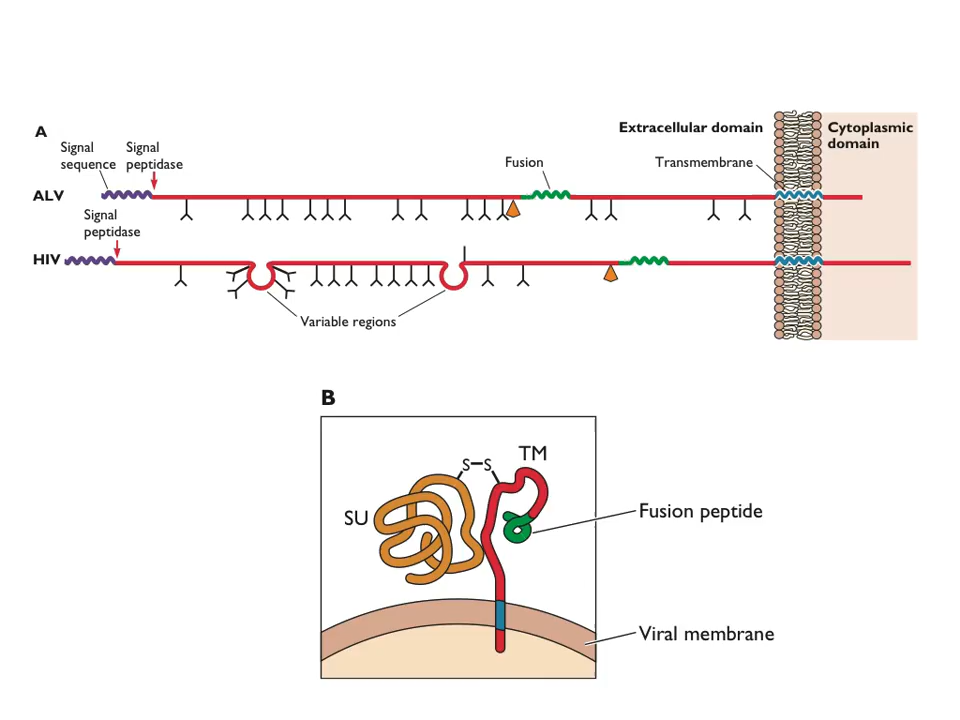 A
Extracellular domain
Cytoplasmic
domain
Signal
sequence
Signal
peptidase
Fusion
Transmembrane
ALV
Signal
peptidase
HIV
Variable regions
B
S–S
TM
SU
Fusion peptide
Viral membrane